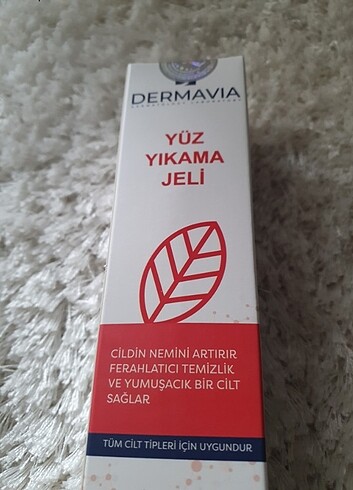 DERMAVIA
YÜZ
YIKAMA
JELİ
CİLDİN NEMİNİ ARTIRIR
FERAHLATICI TEMİZLİK
VE YUMUŞACIK BİR CİLT
SAĞLAR
TÜM CİLT TİPLERİ İÇİN UYGUNDUR